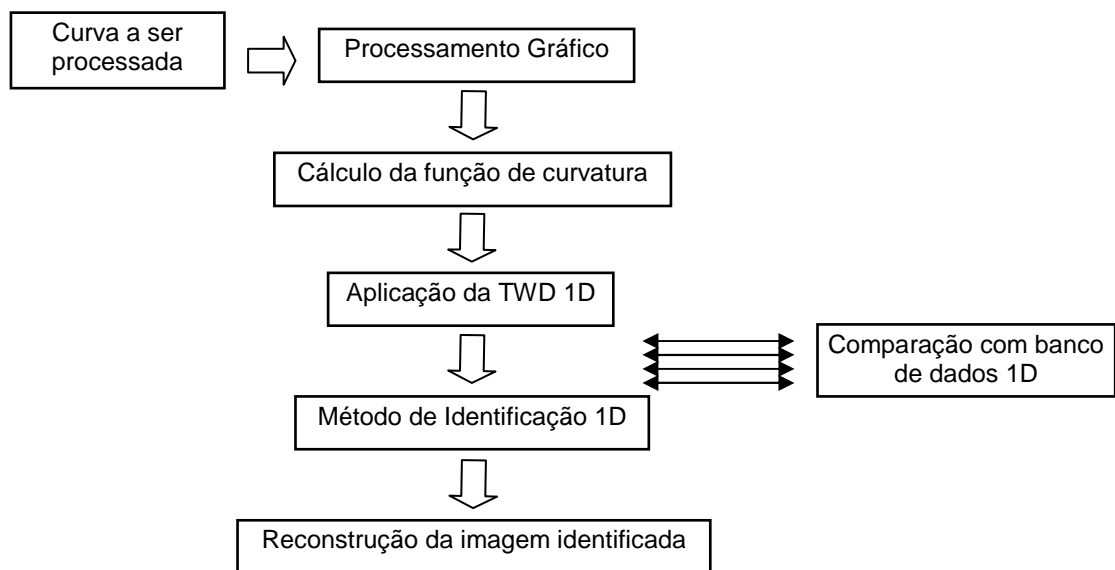 Curva a ser
processada
Processamento Gráfico
Cálculo da função de curvatura
Aplicação da TWD 1D
Comparação com banco
de dados 1D
Método de Identificação 1D
Reconstrução da imagem identificada